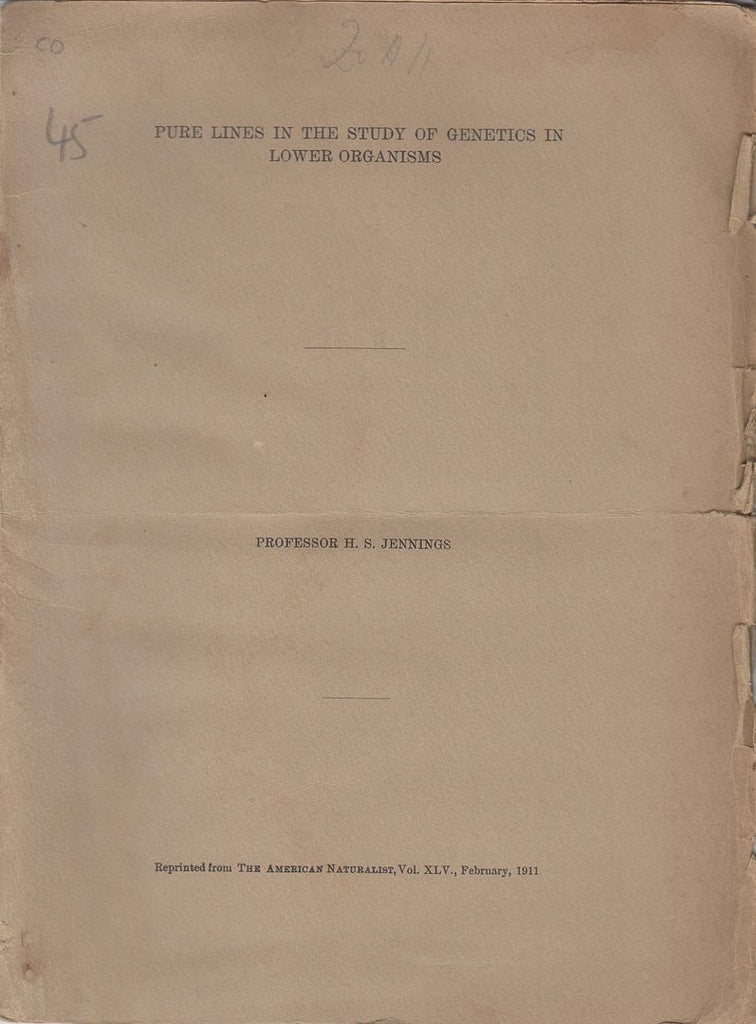 45
PURE LINES IN THE STUDY OF GENETICS IN
LOWER ORGANISMS
PROFESSOR H. S. JENNINGS
Reprinted from THE AMERICAN NATURALIST, Vol. XLV., February, 1911